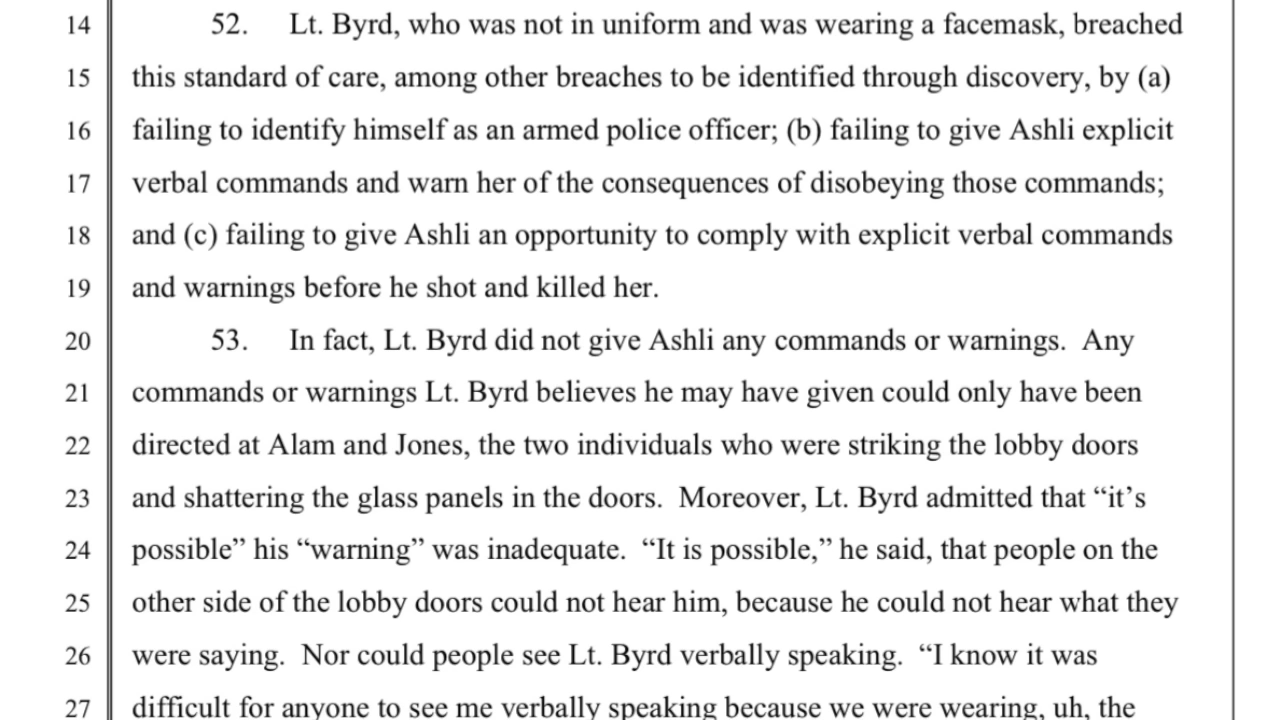 14 52. Lt. Byrd, who was not in uniform and was wearing a facemask, breached
15 this standard of care, among other breaches to be identified through discovery, by (a)
16 failing to identify himself as an armed police officer; (b) failing to give Ashli explicit
17 verbal commands and warn her of the consequences of disobeying those commands;
18 and (c) failing to give Ashli an opportunity to comply with explicit verbal commands
19 and warnings before he shot and killed her.
20 53. In fact, Lt. Byrd did not give Ashli any commands or warnings.  Any
21 commands or warnings Lt. Byrd believes he may have given could only have been
22 directed at Alam and Jones, the two individuals who were striking the lobby doors
23 and shattering the glass panels in the doors.  Moreover, Lt. Byrd admitted that “it’s
24 possible” his “warning” was inadequate.  “It is possible,” he said, that people on the
25 other side of the lobby doors could not hear him, because he could not hear what they
26 were saying.  Nor could people see Lt. Byrd verbally speaking.  “I know it was
27 difficult for anyone to see me verbally speaking because we were wearing, uh, the